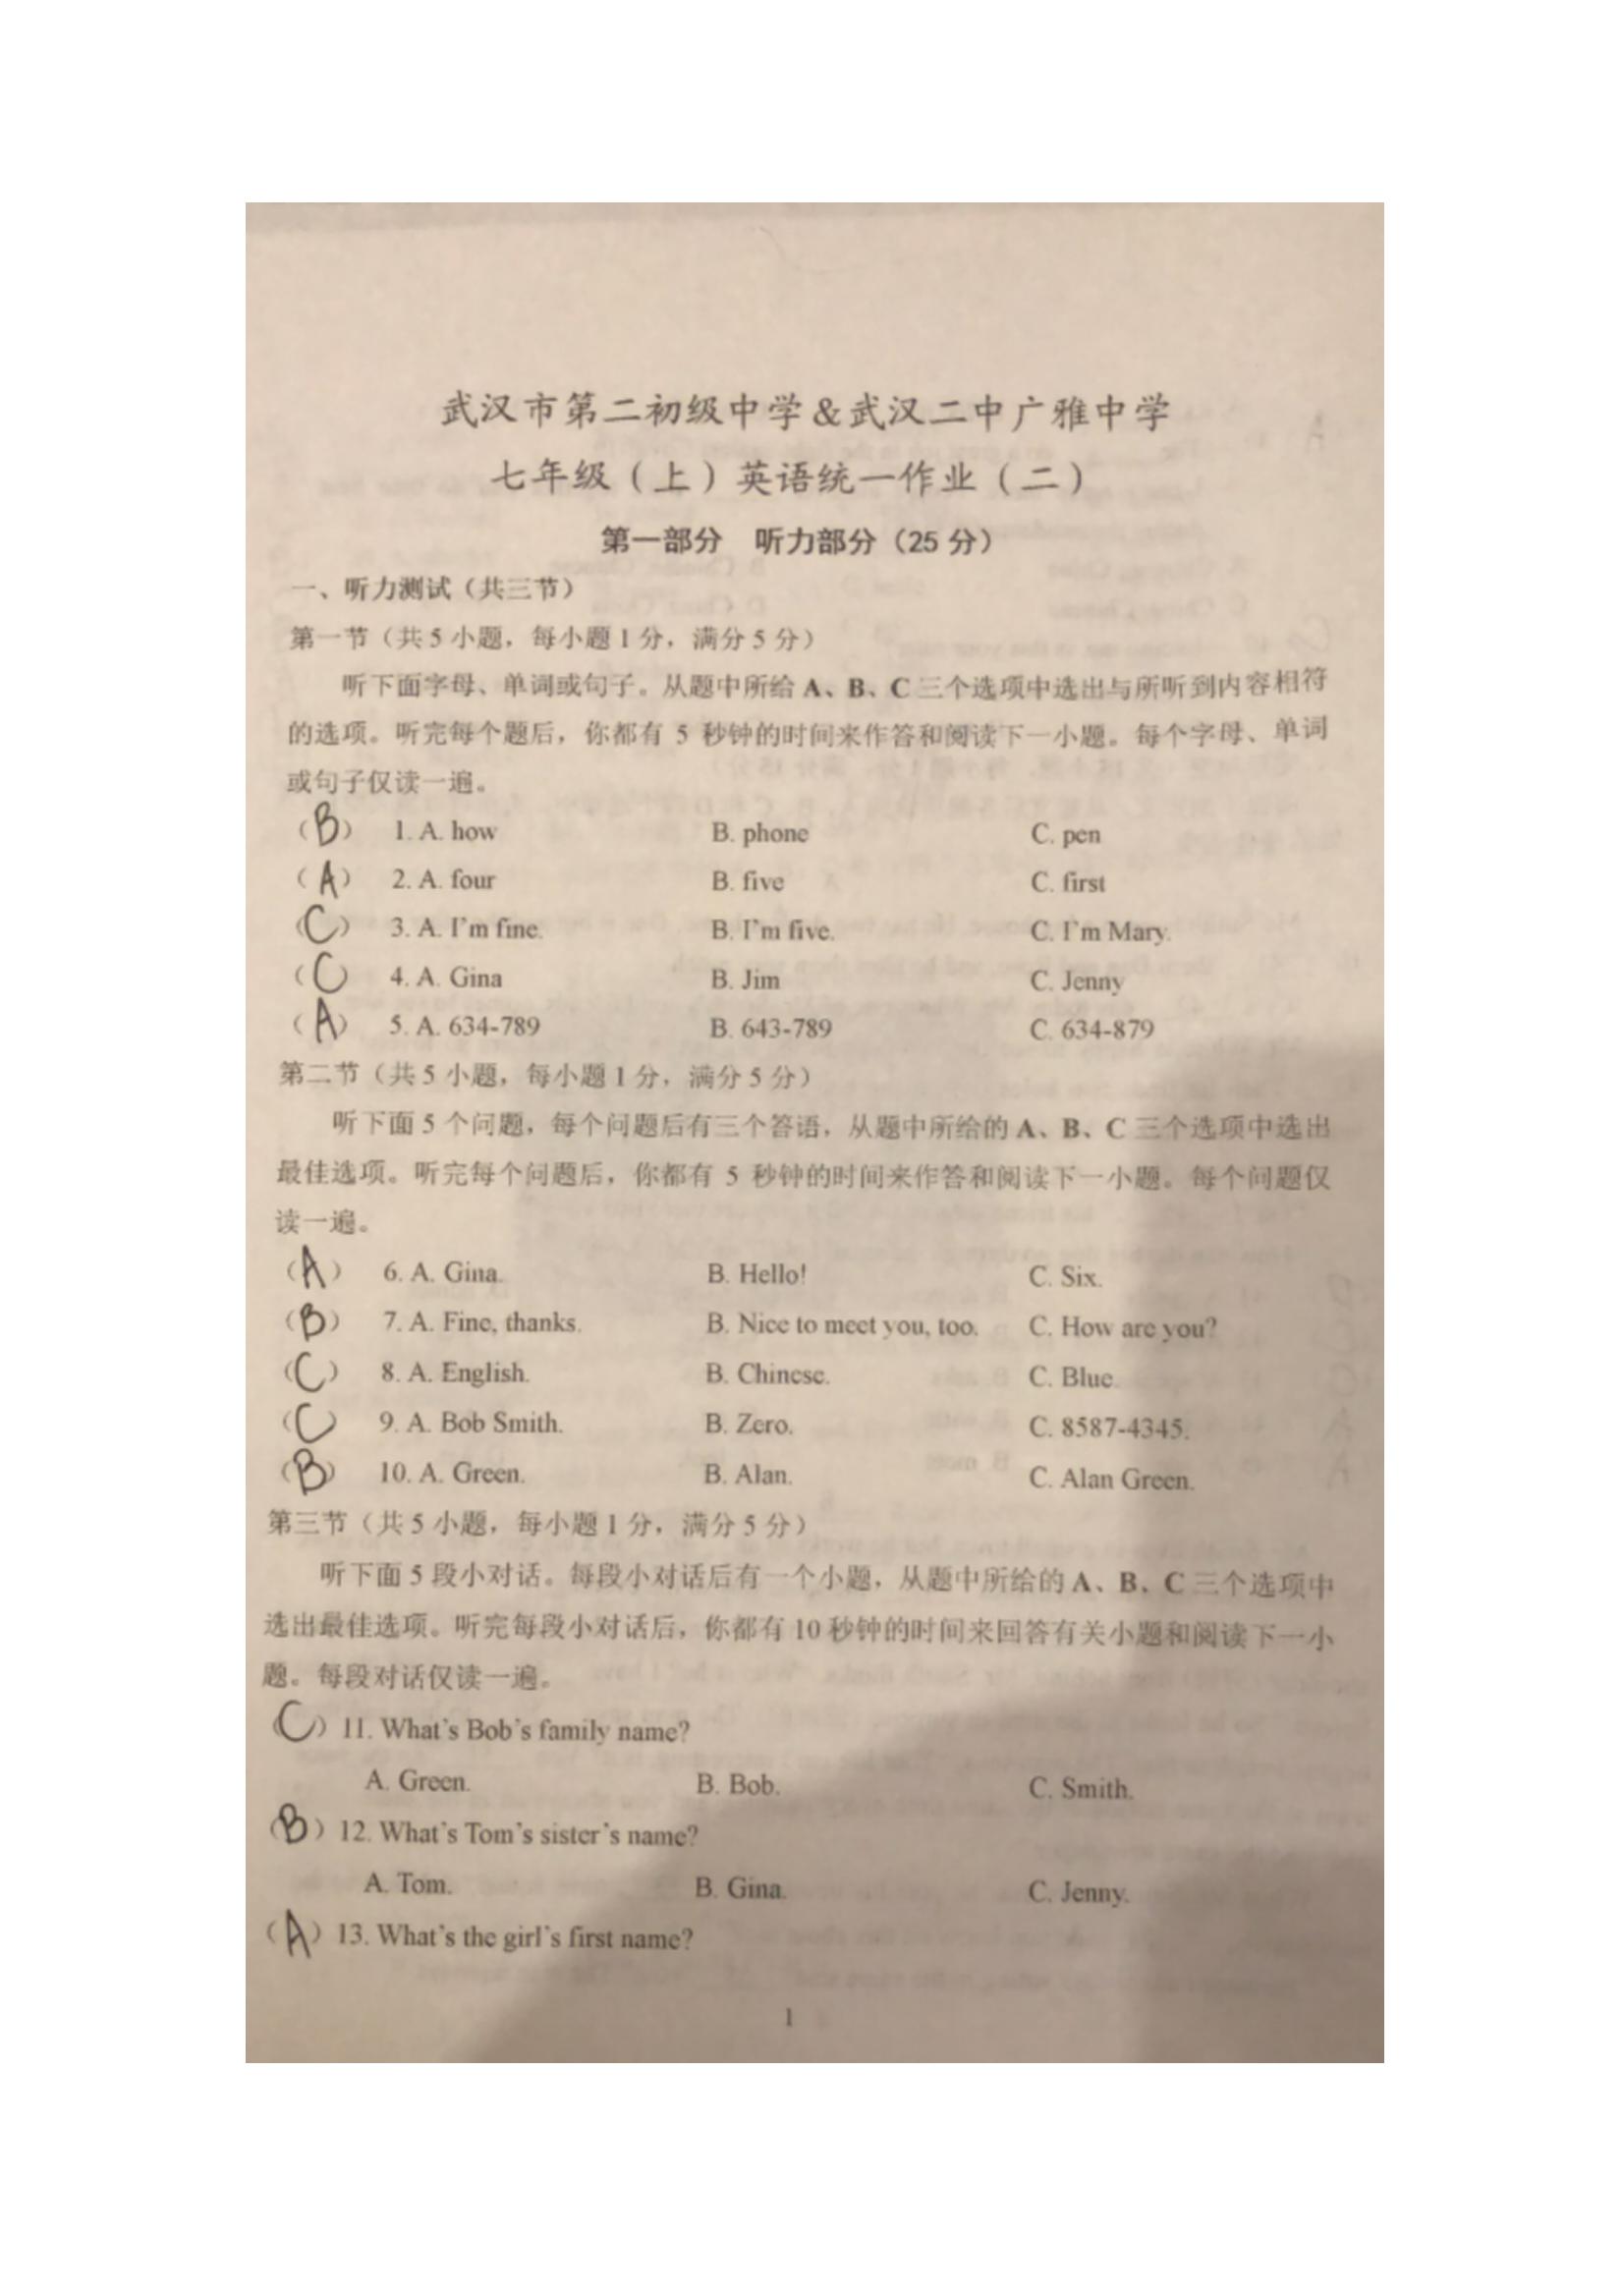 武汉市第二初级中学&武汉二中广雅中学
七年级（上）英语统一作业（二）
第一部分 听力部分（25分）
一、听力测试（共三节）
第一节（共5小题，每小题1分，满分5分）
听下面字母、单词或句子。从题中所给A、B、C三个选项中选出与所听到内容相符
的选项。听完每个题后，你都有5秒钟的时间来作答和阅读下一小题。每个字母、单词
或句子仅读一遍。
（B） 1. A. how B. phone C. pen
（A） 2. A. four B. five C. first
（C） 3. A. I'm fine. B. I'm five. C. I'm Mary.
（C） 4. A. Gina B. Jim C. Jenny
（A） 5. A. 634-789 B. 643-789 C. 634-879
第二节（共5小题，每小题1分，满分5分）
听下面5个问题，每个问题后有三个答语，从题中所给的A、B、C三个选项中选出
最佳选项。听完每个问题后，你都有5秒钟的时间来作答和阅读下一小题。每个问题仅
读一遍。
（A） 6. A. Gina. B. Hello! C. Six.
（B） 7. A. Fine, thanks. B. Nice to meet you, too. C. How are you?
（C） 8. A. English. B. Chinese. C. Blue.
（C） 9. A. Bob Smith. B. Zero. C. 8587-4345.
（B） 10. A. Green. B. Alan. C. Alan Green.
第三节（共5小题，每小题1分，满分5分）
听下面5段小对话。每段小对话后有一个小题，从题中所给的A、B、C三个选项中
选出最佳选项。听完每段小对话后，你都有10秒钟的时间来回答有关小题和阅读下一小
题。每段对话仅读一遍。
（C）11. What's Bob's family name?
A. Green. B. Bob. C. Smith.
（B）12. What's Tom's sister's name?
A. Tom. B. Gina. C. Jenny.
（A）13. What's the girl's first name?
1